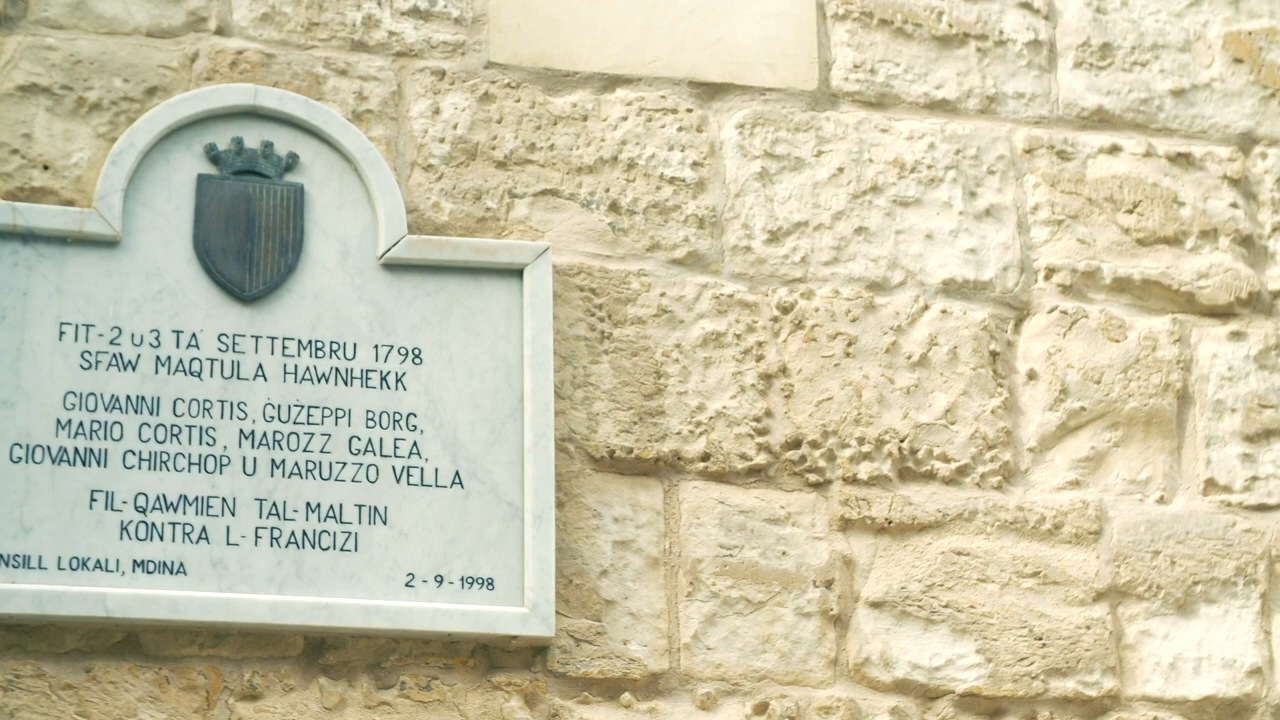 FIT-2 u 3 TA' SETTEMBRU 1798
SFAW MAQTULA HAWNHEKK
GIOVANNI CORTIS, ĠUŻEPPI BORG,
MARIO CORTIS, MAROZZ GALEA,
GIOVANNI CHIRCHOP U MARUZZO VELLA
FIL-QAWMIEN TAL-MALTIN
KONTRA L-FRANCIZI
NSILL LOKALI, MDINA
2-9-1998